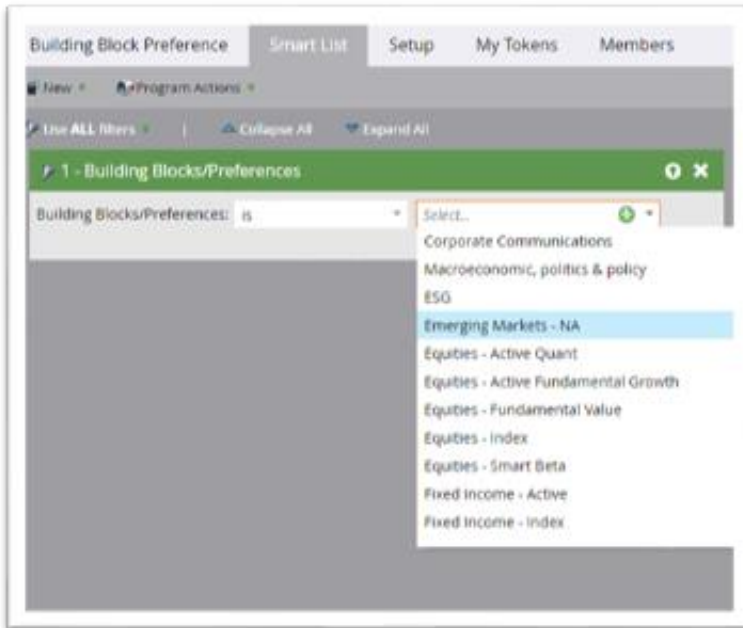 Building Block Preference Smart List Setup My Tokens Members
New Program Actions
Use ALL filters | Collapse All Expand All
1 - Building Blocks/Preferences
Building Blocks/Preferences: is Select...
Corporate Communications
Macroeconomic, politics & policy
ESG
Emerging Markets - NA
Equities - Active Quant
Equities - Active Fundamental Growth
Equities - Fundamental Value
Equities - Index
Equities - Smart Beta
Fixed Income - Active
Fixed Income - Index